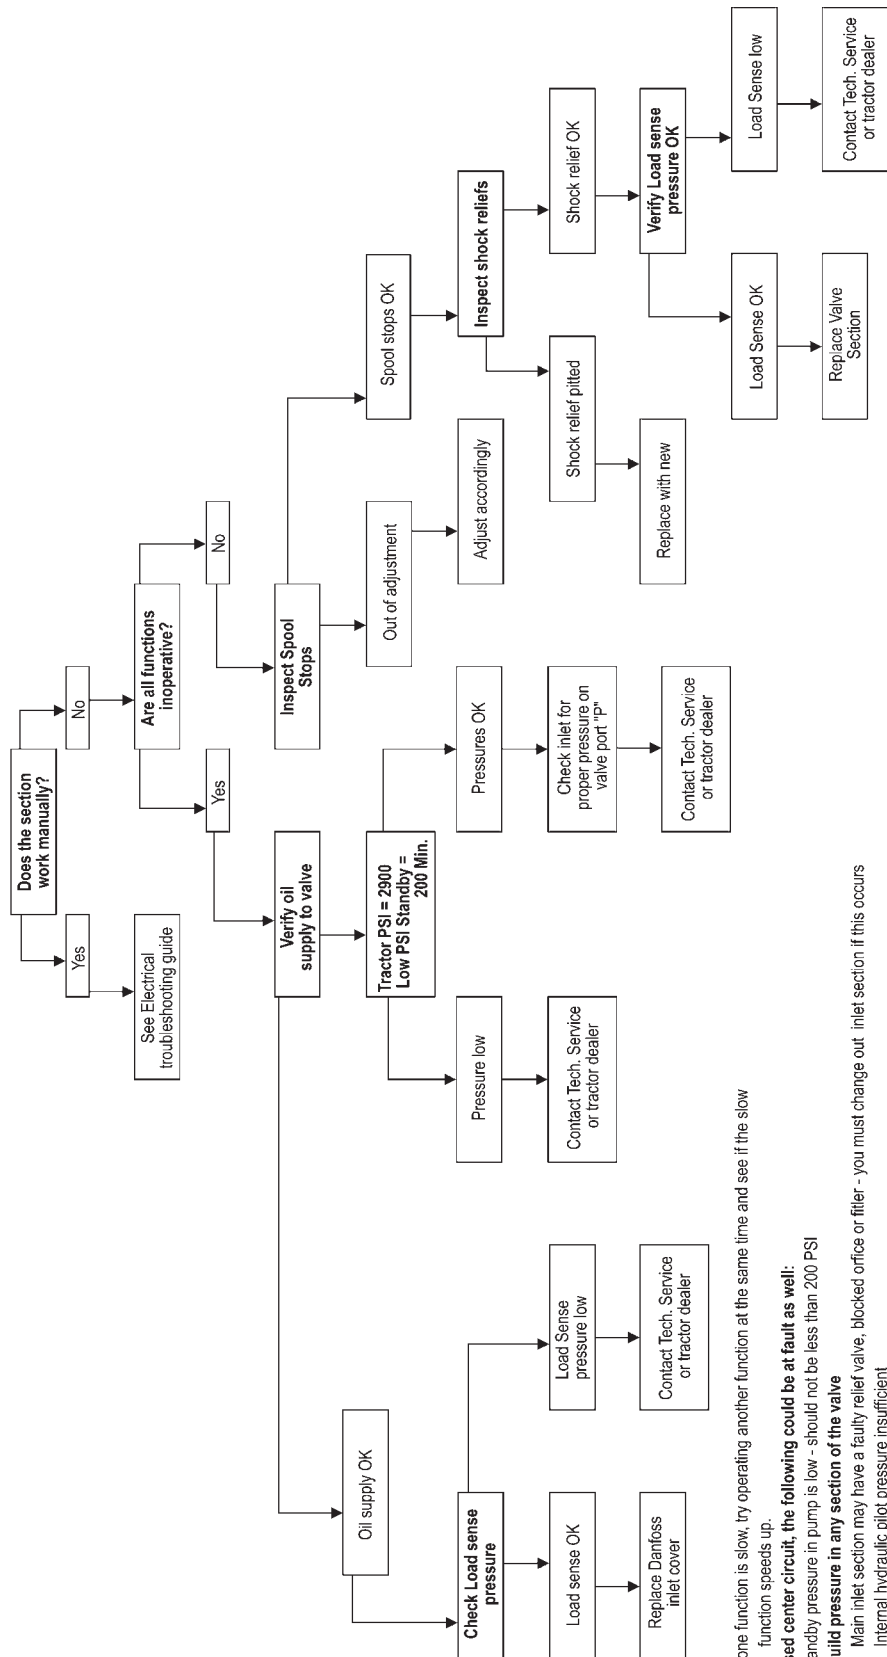 Does the section
work manually?
Yes
No
See Electrical
troubleshooting guide
Are all functions
inoperative?
Yes
No
Verify oil
supply to valve
Inspect Spool
Stops
Oil supply OK
Tractor PSI = 2900
Low PSI Standby =
200 Min.
Out of adjustment
Spool stops OK
Check Load sense
pressure
Pressure low
Pressures OK
Adjust accordingly
Inspect shock reliefs
Load sense OK
Load Sense
pressure low
Contact Tech. Service
or tractor dealer
Check inlet for
proper pressure on
valve port "P"
Shock relief pitted
Shock relief OK
Replace Danfoss
inlet cover
Contact Tech. Service
or tractor dealer
Contact Tech. Service
or tractor dealer
Replace with new
Verify Load sense
pressure OK
Load Sense OK
Load Sense low
Replace Valve
Section
Contact Tech. Service
or tractor dealer
one function is slow, try operating another function at the same time and see if the slow
function speeds up.
sed center circuit, the following could be at fault as well:
andby pressure in pump is low - should not be less than 200 PSI
uild pressure in any section of the valve
Main inlet section may have a faulty relief valve, blocked orfice or fitler - you must change out inlet section if this occurs
Internal hydraulic pilot pressure insufficient